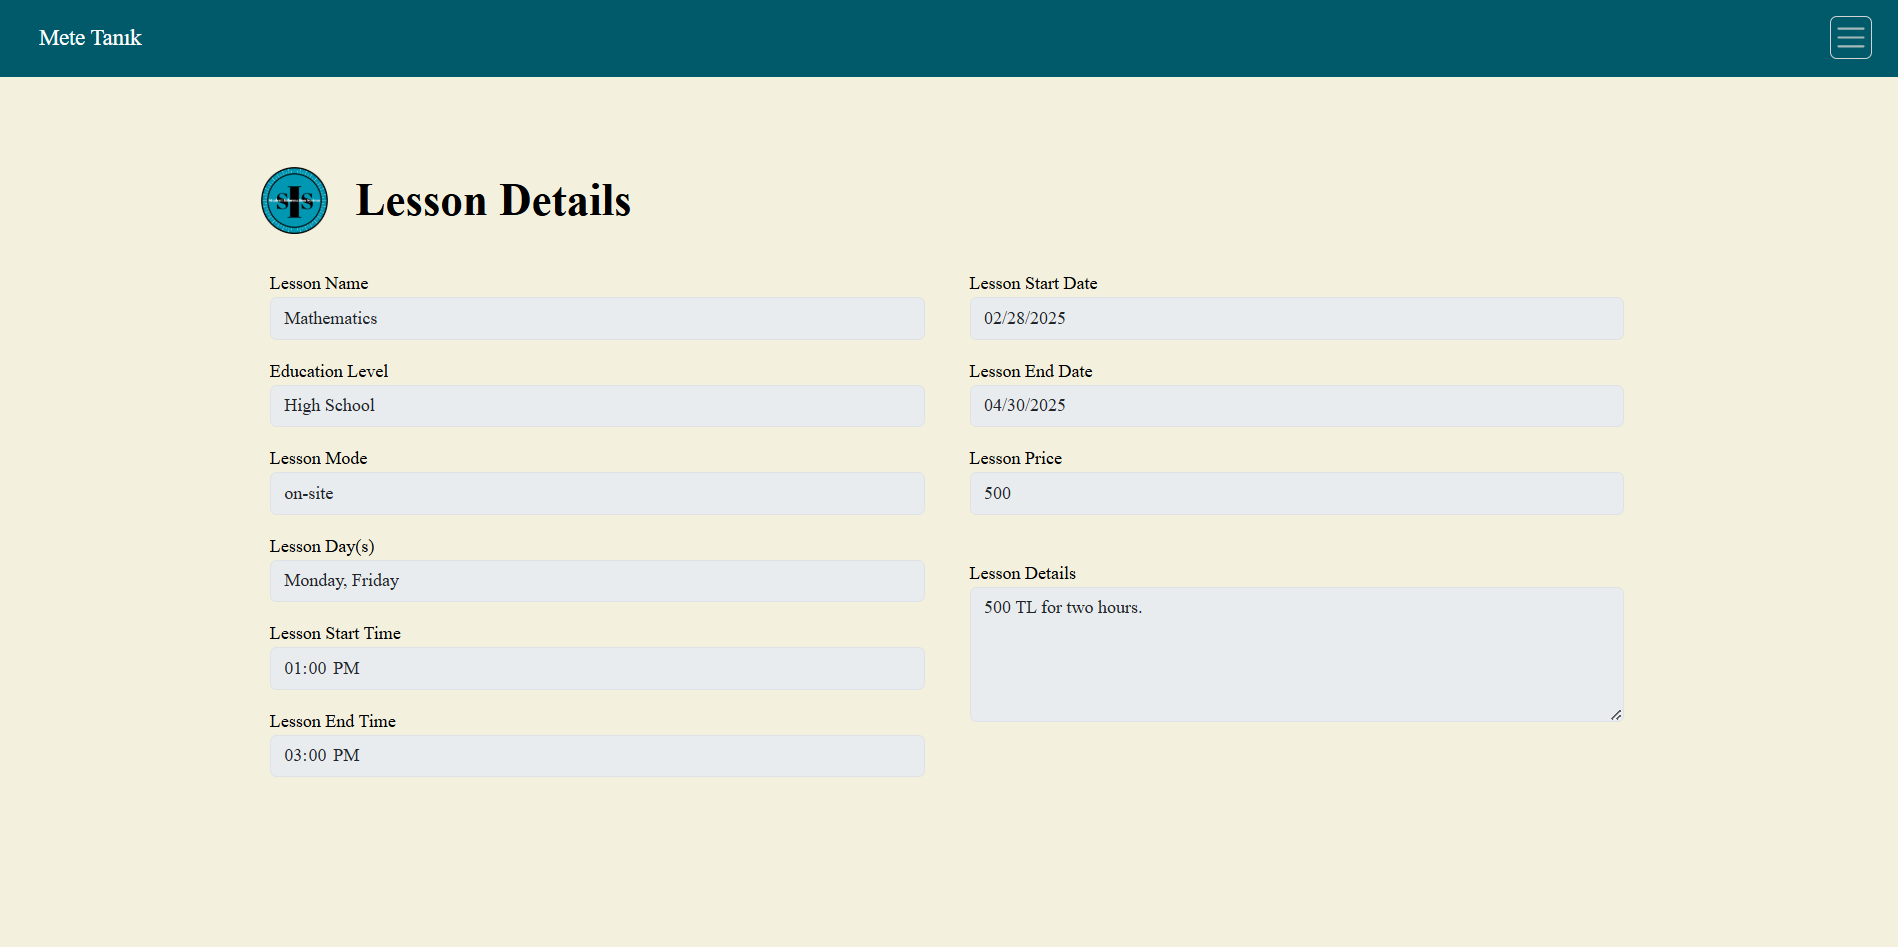 Mete Tanık
SIS
Lesson Details
Lesson Name
Mathematics
Education Level
High School
Lesson Mode
on-site
Lesson Day(s)
Monday, Friday
Lesson Start Time
01:00 PM
Lesson End Time
03:00 PM
Lesson Start Date
02/28/2025
Lesson End Date
04/30/2025
Lesson Price
500
Lesson Details
500 TL for two hours.